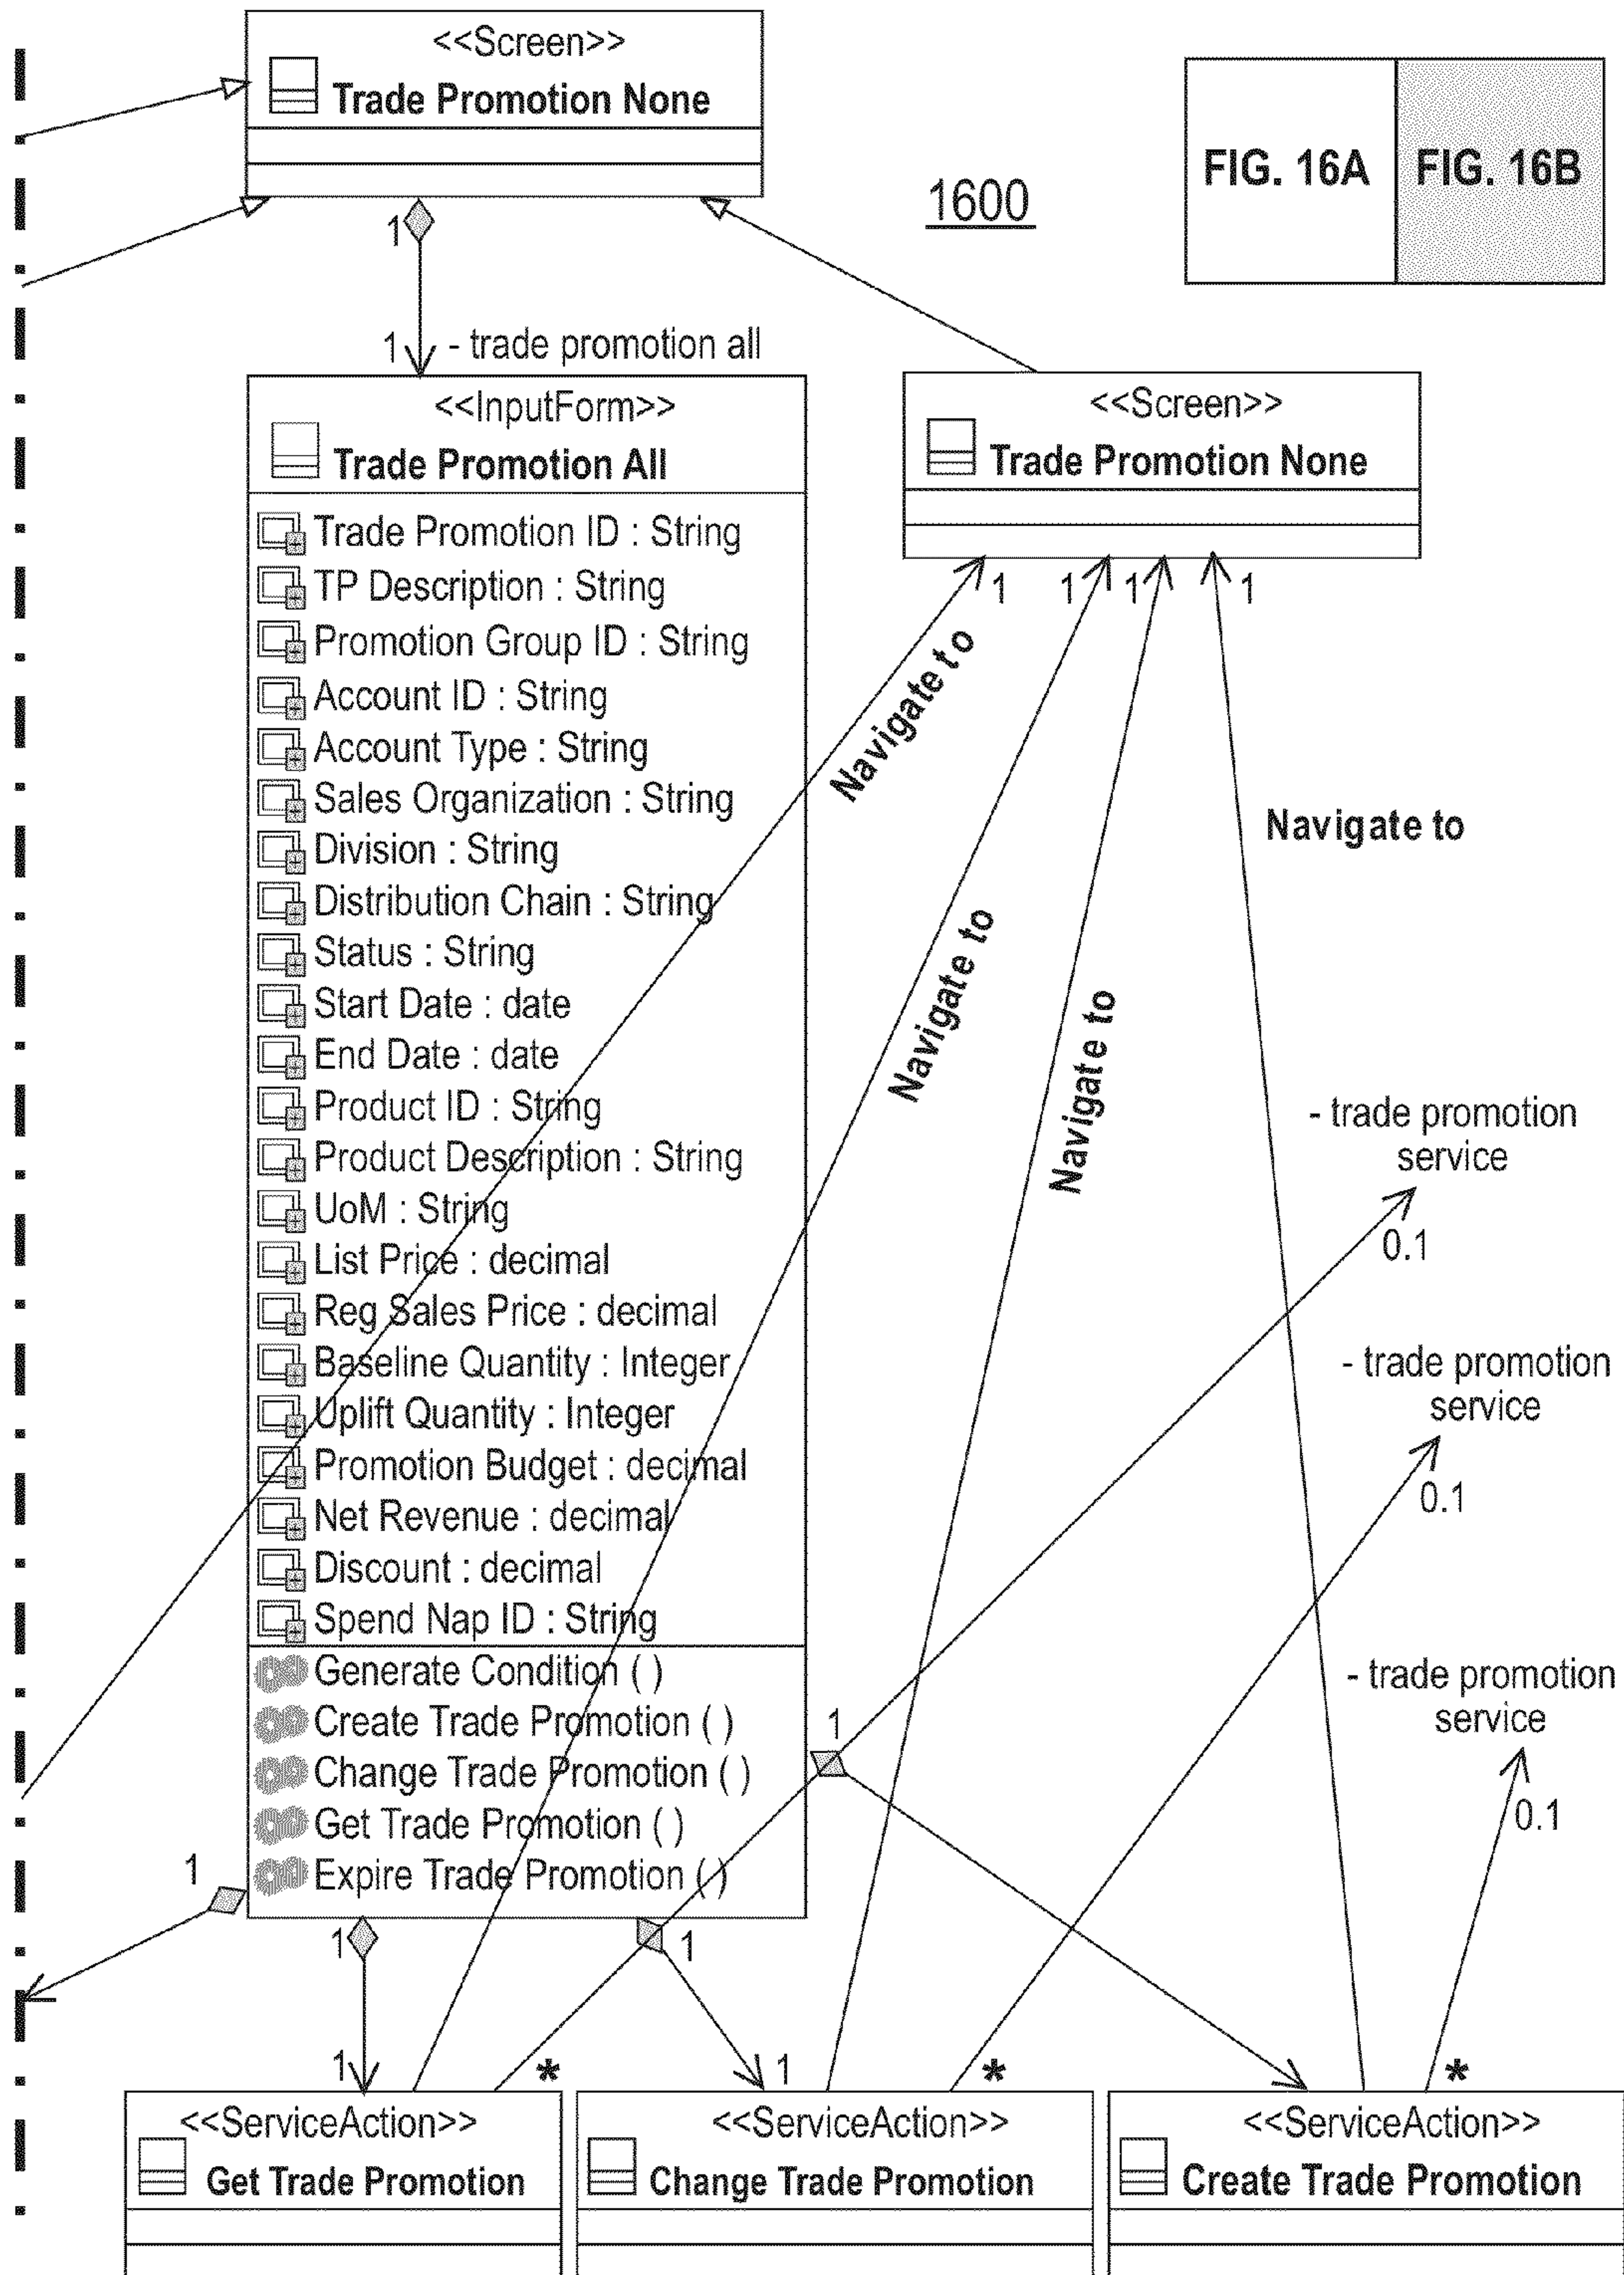 <<Screen>>
Trade Promotion None
FIG. 16A
FIG. 16B
1600
1
1
- trade promotion all
<<InputForm>>
Trade Promotion All
Trade Promotion ID : String
TP Description : String
Promotion Group ID : String
Account ID : String
Account Type : String
Sales Organization : String
Division : String
Distribution Chain : String
Status : String
Start Date : date
End Date : date
Product ID : String
Product Description : String
UoM : String
List Price : decimal
Reg Sales Price : decimal
Baseline Quantity : Integer
Uplift Quantity : Integer
Promotion Budget : decimal
Net Revenue : decimal
Discount : decimal
Spend Nap ID : String
Generate Condition ( )
Create Trade Promotion ( )
Change Trade Promotion ( )
Get Trade Promotion ( )
Expire Trade Promotion ( )
<<Screen>>
Trade Promotion None
1
1
1
1
Navigate to
Navigate to
Navigate to
Navigate to
- trade promotion
service
0.1
- trade promotion
service
0.1
- trade promotion
service
0.1
1
1
1
1
1
*
1
*
*
<<ServiceAction>>
Get Trade Promotion
<<ServiceAction>>
Change Trade Promotion
<<ServiceAction>>
Create Trade Promotion